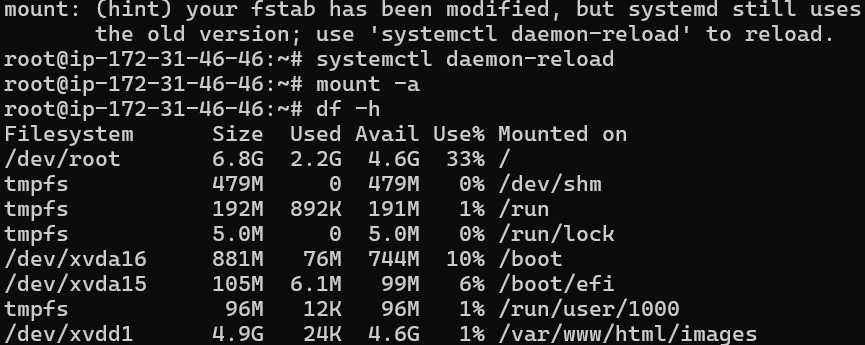 mount: (hint) your fstab has been modified, but systemd still uses
       the old version; use 'systemctl daemon-reload' to reload.
root@ip-172-31-46-46:~# systemctl daemon-reload
root@ip-172-31-46-46:~# mount -a
root@ip-172-31-46-46:~# df -h
Filesystem      Size  Used Avail Use% Mounted on
/dev/root       6.8G  2.2G  4.6G  33% /
tmpfs           479M     0  479M   0% /dev/shm
tmpfs           192M  892K  191M   1% /run
tmpfs           5.0M     0  5.0M   0% /run/lock
/dev/xvda16     881M   76M  744M  10% /boot
/dev/xvda15     105M  6.1M   99M   6% /boot/efi
tmpfs            96M   12K   96M   1% /run/user/1000
/dev/xvdd1      4.9G   24K  4.6G   1% /var/www/html/images